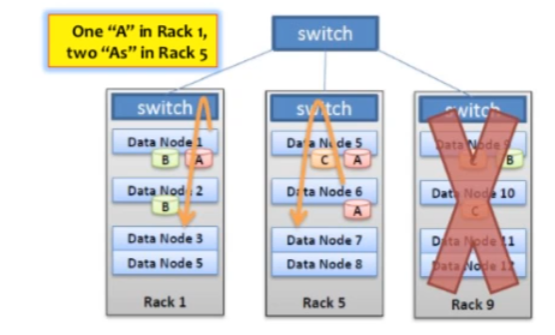 One “A” in Rack 1,
two “As” in Rack 5
switch
switch
Data Node 1
B A
Data Node 2
B
Data Node 3
Data Node 5
Rack 1
switch
Data Node 5
C A
Data Node 6
A
Data Node 7
Data Node 8
Rack 5
switch
Data Node 9
C B
Data Node 10
C
Data Node 11
Data Node 12
Rack 9